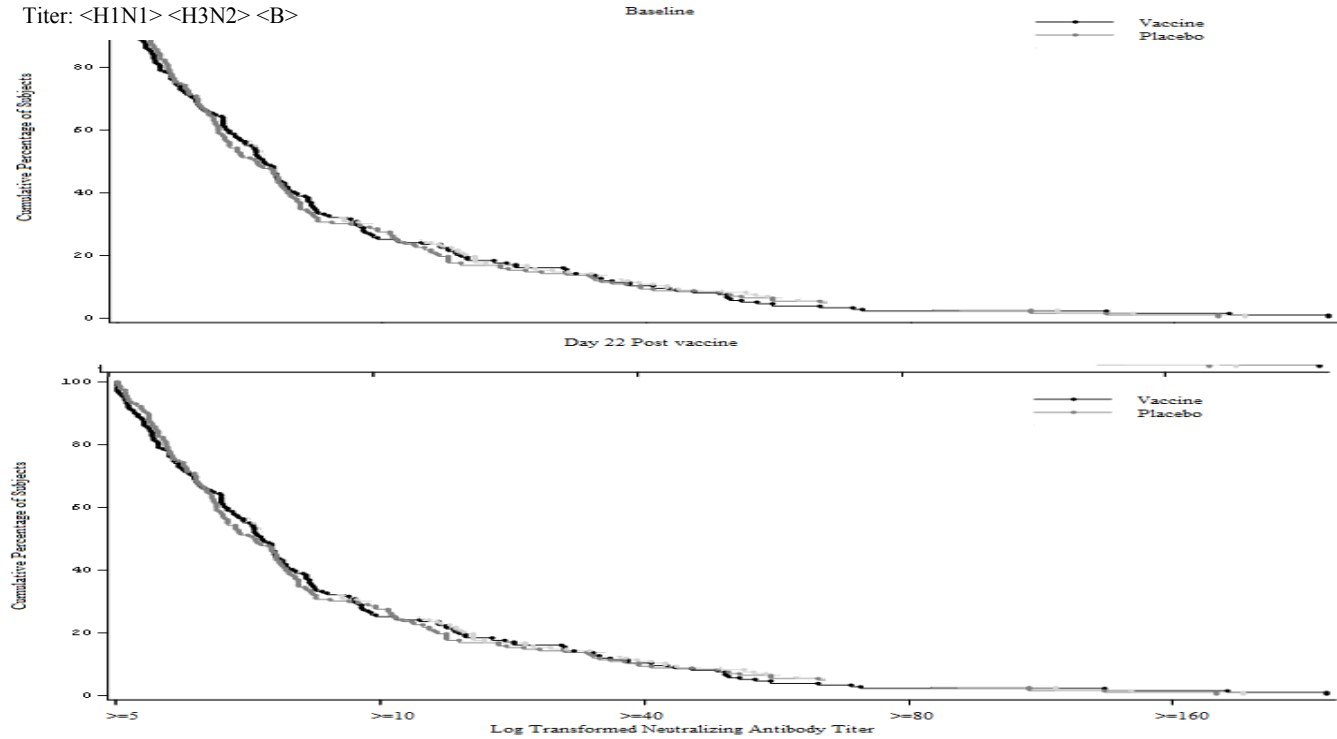 Titer: <H1N1> <H3N2> <B>
Baseline
Vaccine
Placebo
Cumulative Percentage of Subjects
80
60
40
20
0
Day 22 Post vaccine
Vaccine
Placebo
Cumulative Percentage of Subjects
100
80
60
40
20
0
>=5 >=10 >=40 >=80 >=160
Log Transformed Neutralizing Antibody Titer